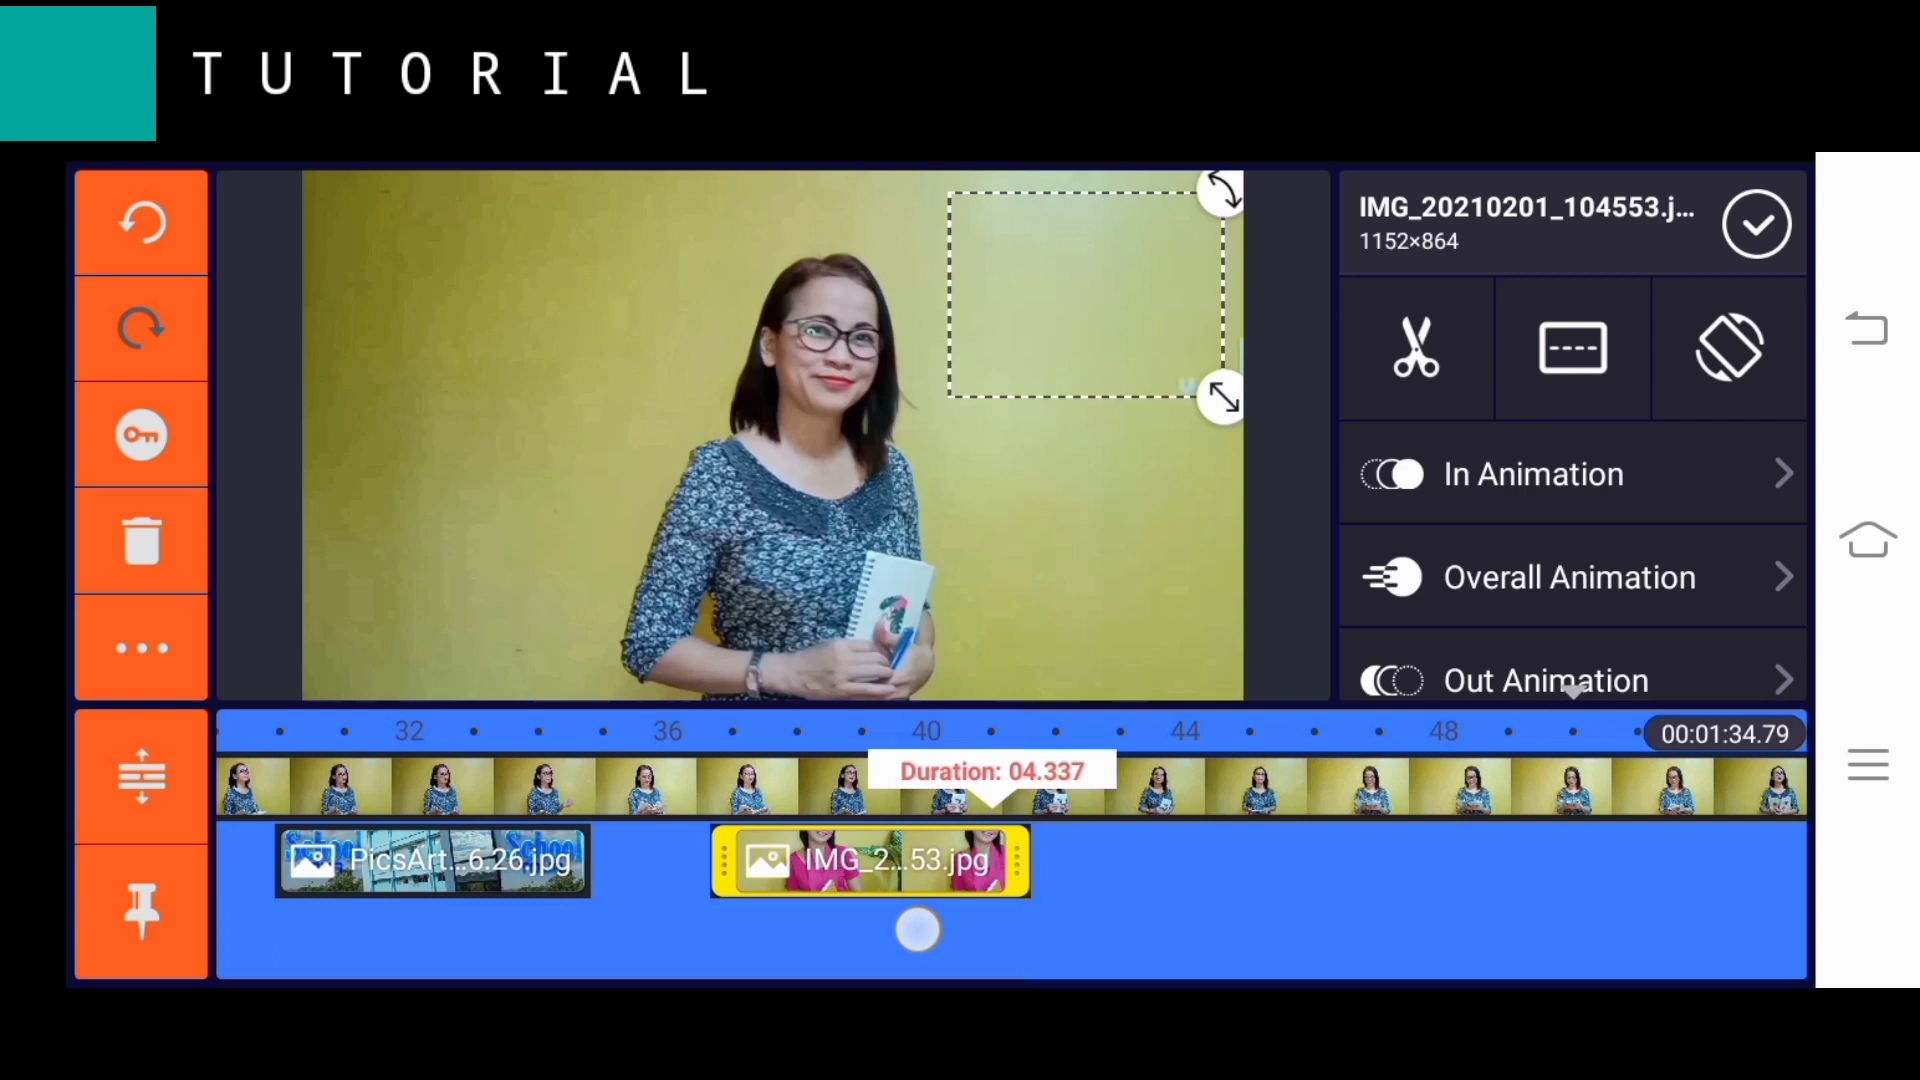 TUTORIAL
IMG_20210201_104553.j...
1152×864
In Animation
Overall Animation
Out Animation
32 36 40 44 48
00:01:34.79
Duration: 04.337
PicsArt...6.26.jpg
IMG_2...53.jpg